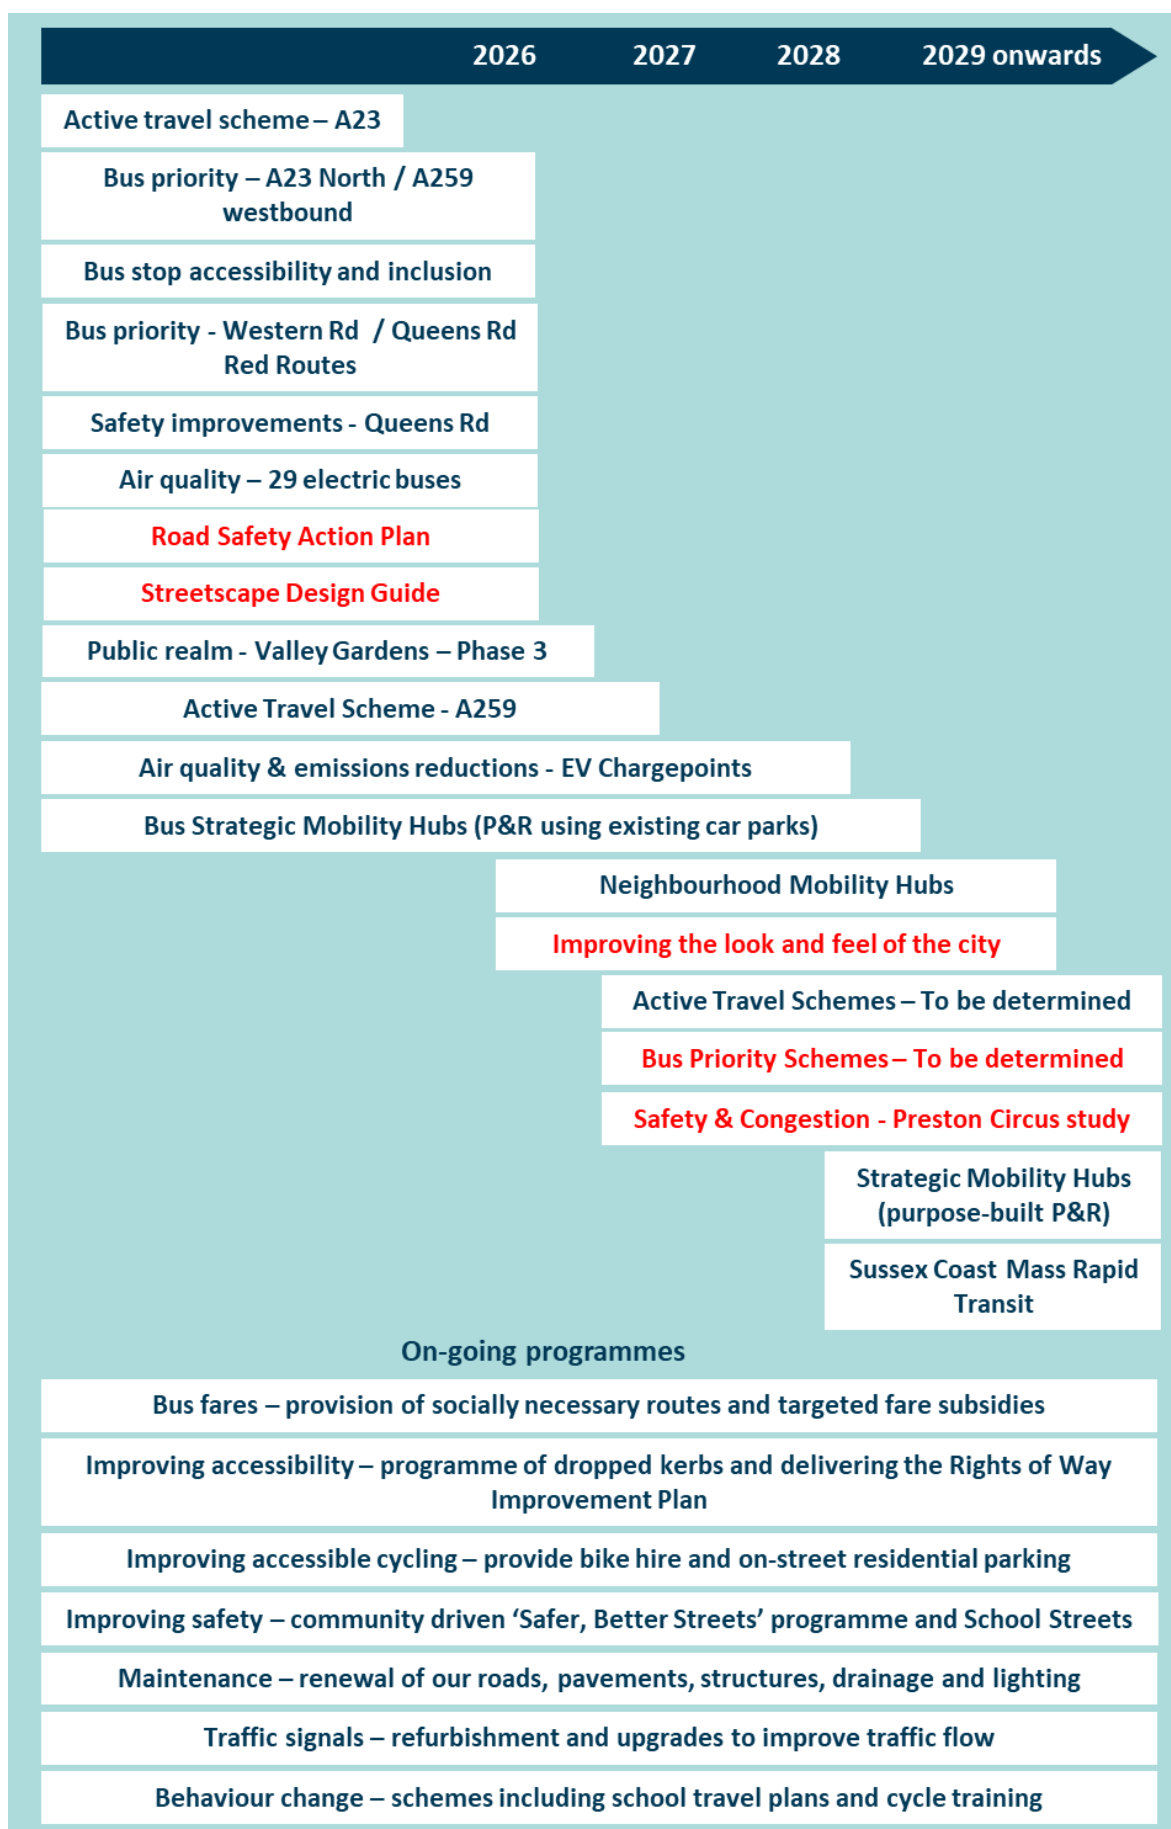 2026 2027 2028 2029 onwards
Active travel scheme – A23
Bus priority – A23 North / A259
westbound
Bus stop accessibility and inclusion
Bus priority - Western Rd / Queens Rd
Red Routes
Safety improvements - Queens Rd
Air quality – 29 electric buses
Road Safety Action Plan
Streetscape Design Guide
Public realm - Valley Gardens – Phase 3
Active Travel Scheme - A259
Air quality & emissions reductions - EV Chargepoints
Bus Strategic Mobility Hubs (P&R using existing car parks)
Neighbourhood Mobility Hubs
Improving the look and feel of the city
Active Travel Schemes – To be determined
Bus Priority Schemes – To be determined
Safety & Congestion - Preston Circus study
Strategic Mobility Hubs
(purpose-built P&R)
Sussex Coast Mass Rapid
Transit
On-going programmes
Bus fares – provision of socially necessary routes and targeted fare subsidies
Improving accessibility – programme of dropped kerbs and delivering the Rights of Way
Improvement Plan
Improving accessible cycling – provide bike hire and on-street residential parking
Improving safety – community driven ‘Safer, Better Streets’ programme and School Streets
Maintenance – renewal of our roads, pavements, structures, drainage and lighting
Traffic signals – refurbishment and upgrades to improve traffic flow
Behaviour change – schemes including school travel plans and cycle training